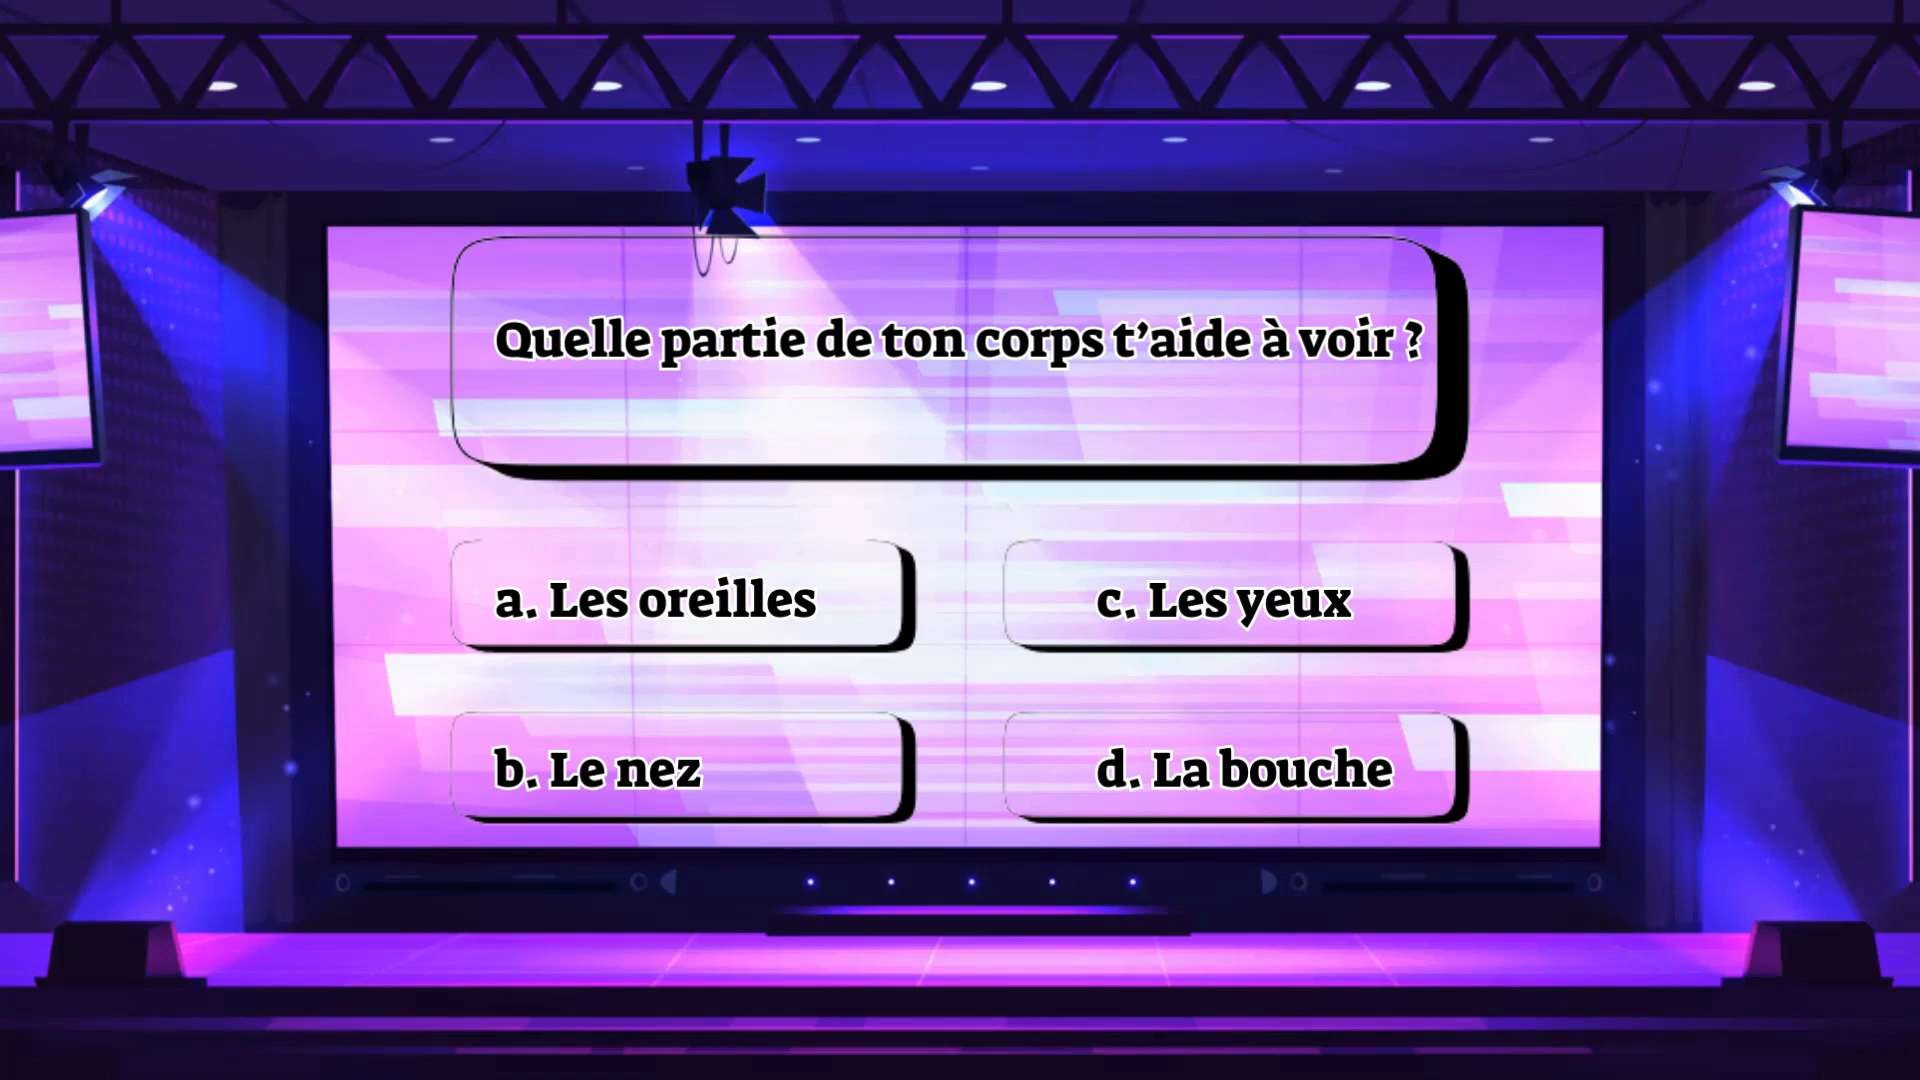 Quelle partie de ton corps t’aide à voir ?
a. Les oreilles
b. Le nez
c. Les yeux
d. La bouche